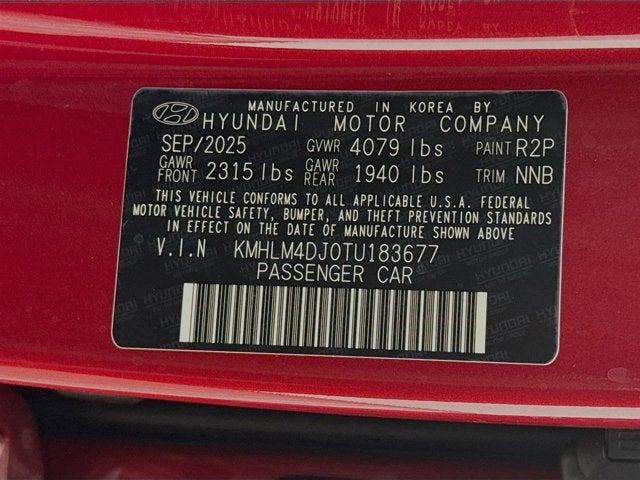 MANUFACTURED IN KOREA BY
HYUNDAI MOTOR COMPANY
SEP/2025 GVWR 4079 lbs PAINT R2P
GAWR FRONT 2315 lbs GAWR REAR 1940 lbs TRIM NNB
THIS VEHICLE CONFORMS TO ALL APPLICABLE U.S.A. FEDERAL
MOTOR VEHICLE SAFETY, BUMPER, AND THEFT PREVENTION STANDARDS
IN EFFECT ON THE DATE OF MANUFACTURE SHOWN ABOVE
V.I.N KMHLM4DJ0TU183677
PASSENGER CAR